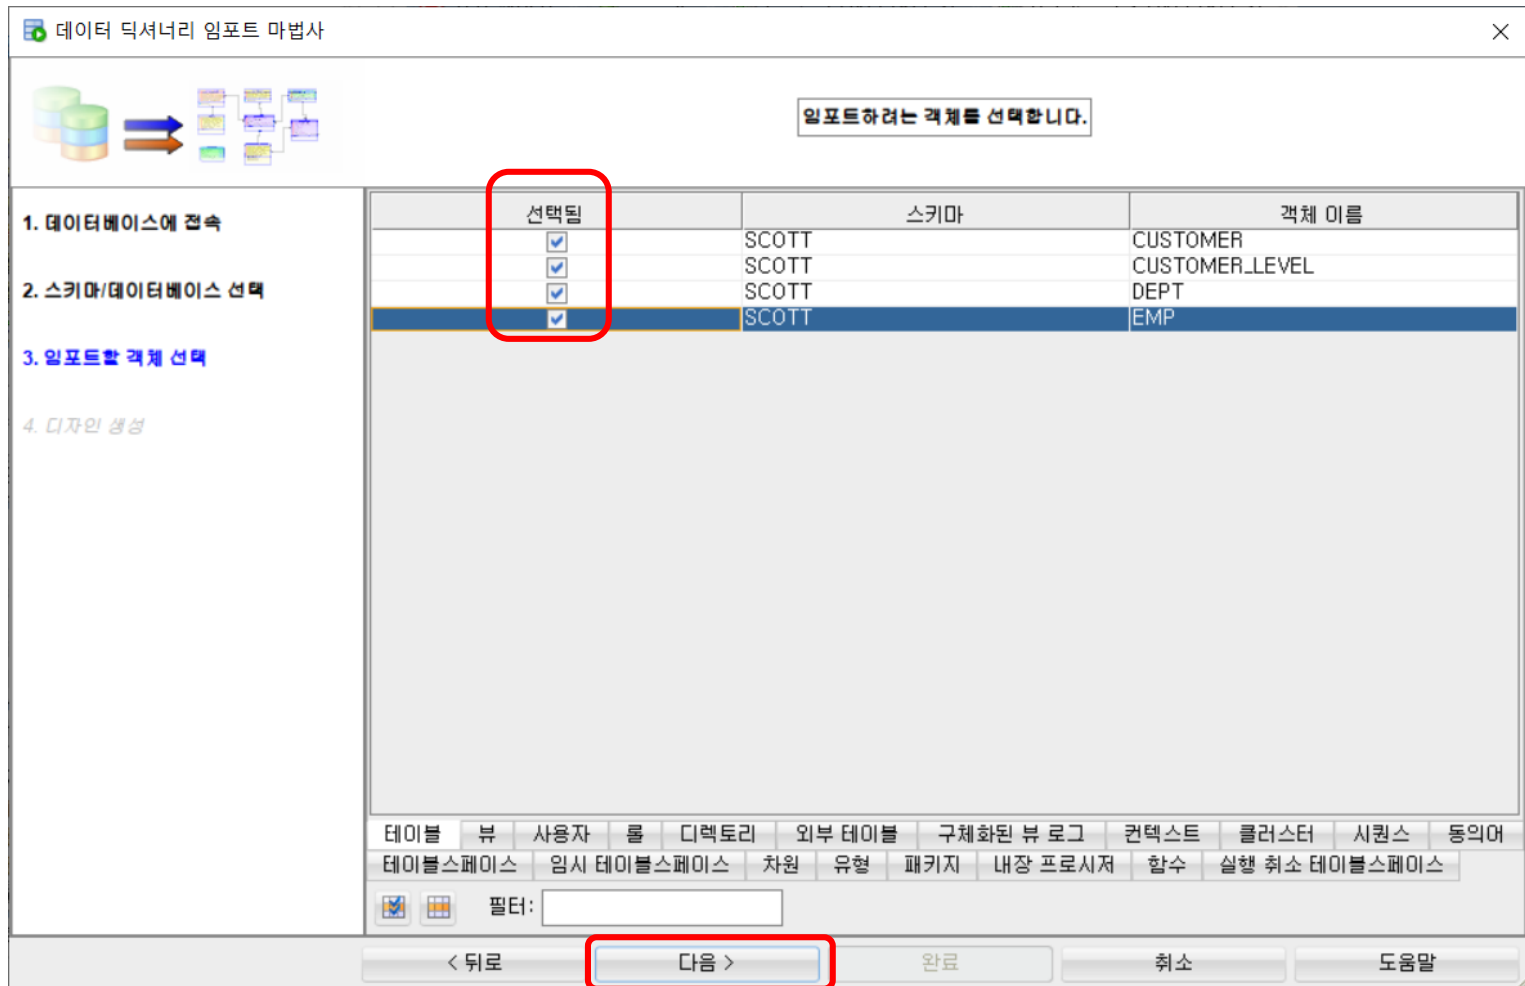 데이터 딕셔너리 임포트 마법사
임포트하려는 객체를 선택합니다.
1. 데이터베이스에 접속
2. 스키마/데이터베이스 선택
3. 임포트할 객체 선택
4. 디자인 생성
선택됨 스키마 객체 이름
SCOTT CUSTOMER
SCOTT CUSTOMER_LEVEL
SCOTT DEPT
SCOTT EMP
테이블 뷰 사용자 롤 디렉토리 외부 테이블 구체화된 뷰 로그 컨텍스트 클러스터 시퀀스 동의어
테이블스페이스 임시 테이블스페이스 차원 유형 패키지 내장 프로시저 함수 실행 취소 테이블스페이스
필터:
< 뒤로 다음 > 완료 취소 도움말